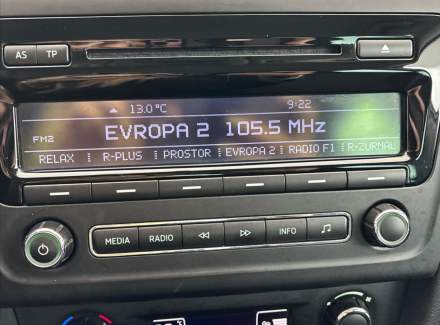 AS TP
13.0 °C 9:22
FM2 EVROPA 2 105.5 MHz
RELAX R-PLUS PROSTOR EVROPA 2 RADIO F1 R-ZURNAL
MEDIA RADIO INFO